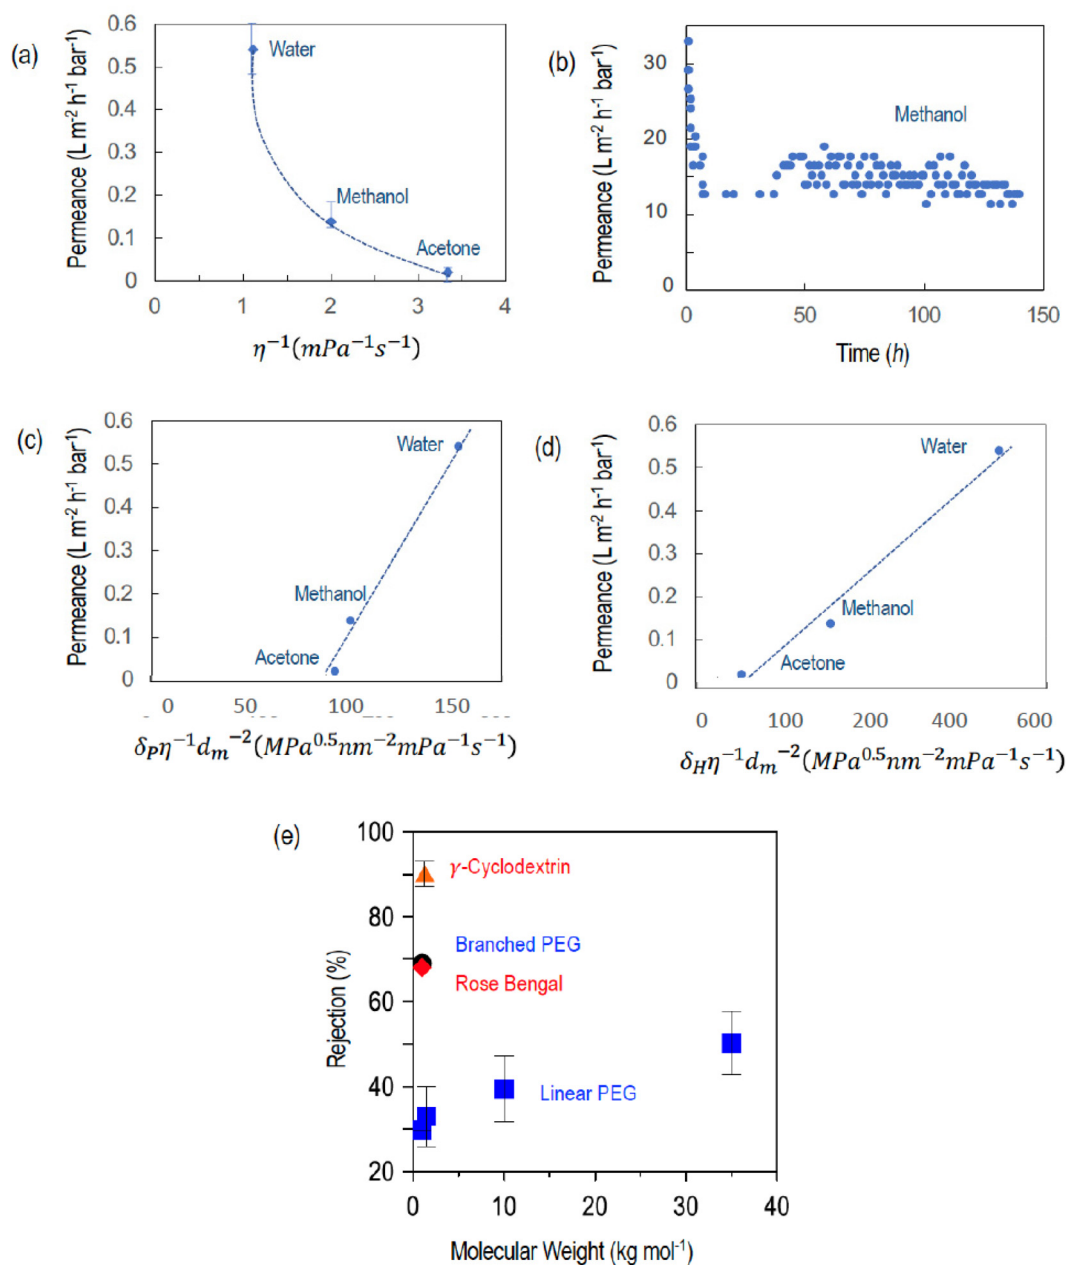 (a)
Permeance (L m⁻² h⁻¹ bar⁻¹)
0.6
0.5
0.4
0.3
0.2
0.1
0
Water
Methanol
Acetone
0 1 2 3 4
η⁻¹(mPa⁻¹s⁻¹)
(b)
Permeance (L m⁻² h⁻¹ bar⁻¹)
30
20
10
0
Methanol
0 50 100 150
Time (h)
(c)
Permeance (L m⁻² h⁻¹ bar⁻¹)
0.6
0.5
0.4
0.3
0.2
0.1
0
Water
Methanol
Acetone
0 50 100 150
δ_Pη⁻¹d_m⁻²(MPa⁰·⁵nm⁻²mPa⁻¹s⁻¹)
(d)
Permeance (L m⁻² h⁻¹ bar⁻¹)
0.6
0.5
0.4
0.3
0.2
0.1
0
Water
Methanol
Acetone
0 100 200 400 600
δ_Hη⁻¹d_m⁻²(MPa⁰·⁵nm⁻²mPa⁻¹s⁻¹)
(e)
Rejection (%)
100
80
60
40
20
γ-Cyclodextrin
Branched PEG
Rose Bengal
Linear PEG
0 10 20 30 40
Molecular Weight (kg mol⁻¹)